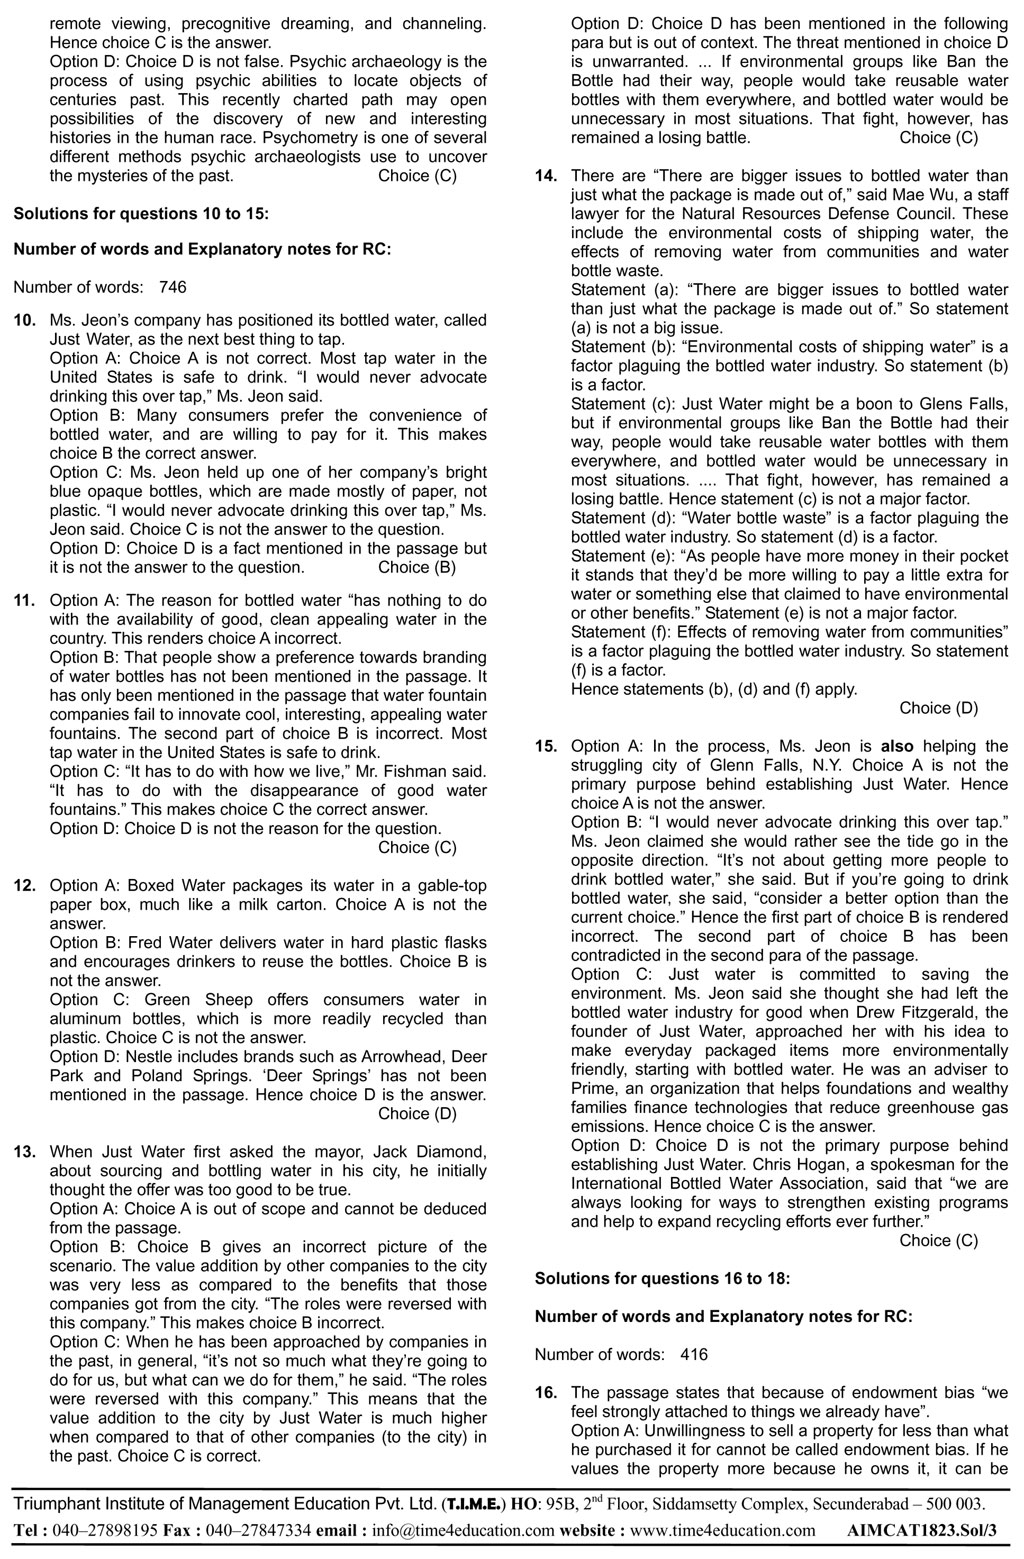 remote viewing, precognitive dreaming, and channeling.
Hence choice C is the answer.
Option D: Choice D is not false. Psychic archaeology is the
process of using psychic abilities to locate objects of
centuries past. This recently charted path may open
possibilities of the discovery of new and interesting
histories in the human race. Psychometry is one of several
different methods psychic archaeologists use to uncover
the mysteries of the past. Choice (C)
Solutions for questions 10 to 15:
Number of words and Explanatory notes for RC:
Number of words: 746
10. Ms. Jeon's company has positioned its bottled water, called
Just Water, as the next best thing to tap.
Option A: Choice A is not correct. Most tap water in the
United States is safe to drink. “I would never advocate
drinking this over tap,” Ms. Jeon said.
Option B: Many consumers prefer the convenience of
bottled water, and are willing to pay for it. This makes
choice B the correct answer.
Option C: Ms. Jeon held up one of her company's bright
blue opaque bottles, which are made mostly of paper, not
plastic. “I would never advocate drinking this over tap,” Ms.
Jeon said. Choice C is not the answer to the question.
Option D: Choice D is a fact mentioned in the passage but
it is not the answer to the question. Choice (B)
11. Option A: The reason for bottled water “has nothing to do
with the availability of good, clean appealing water in the
country. This renders choice A incorrect.
Option B: That people show a preference towards branding
of water bottles has not been mentioned in the passage. It
has only been mentioned in the passage that water fountain
companies fail to innovate cool, interesting, appealing water
fountains. The second part of choice B is incorrect. Most
tap water in the United States is safe to drink.
Option C: “It has to do with how we live,” Mr. Fishman said.
“It has to do with the disappearance of good water
fountains.” This makes choice C the correct answer.
Option D: Choice D is not the reason for the question.
Choice (C)
12. Option A: Boxed Water packages its water in a gable-top
paper box, much like a milk carton. Choice A is not the
answer.
Option B: Fred Water delivers water in hard plastic flasks
and encourages drinkers to reuse the bottles. Choice B is
not the answer.
Option C: Green Sheep offers consumers water in
aluminum bottles, which is more readily recycled than
plastic. Choice C is not the answer.
Option D: Nestle includes brands such as Arrowhead, Deer
Park and Poland Springs. ‘Deer Springs’ has not been
mentioned in the passage. Hence choice D is the answer.
Choice (D)
13. When Just Water first asked the mayor, Jack Diamond,
about sourcing and bottling water in his city, he initially
thought the offer was too good to be true.
Option A: Choice A is out of scope and cannot be deduced
from the passage.
Option B: Choice B gives an incorrect picture of the
scenario. The value addition by other companies to the city
was very less as compared to the benefits that those
companies got from the city. “The roles were reversed with
this company.” This makes choice B incorrect.
Option C: When he has been approached by companies in
the past, in general, “it's not so much what they're going to
do for us, but what can we do for them,” he said. “The roles
were reversed with this company.” This means that the
value addition to the city by Just Water is much higher
when compared to that of other companies (to the city) in
the past. Choice C is correct.
Option D: Choice D has been mentioned in the following
para but is out of context. The threat mentioned in choice D
is unwarranted. ... If environmental groups like Ban the
Bottle had their way, people would take reusable water
bottles with them everywhere, and bottled water would be
unnecessary in most situations. That fight, however, has
remained a losing battle. Choice (C)
14. There are “There are bigger issues to bottled water than
just what the package is made out of,” said Mae Wu, a staff
lawyer for the Natural Resources Defense Council. These
include the environmental costs of shipping water, the
effects of removing water from communities and water
bottle waste.
Statement (a): “There are bigger issues to bottled water
than just what the package is made out of.” So statement
(a) is not a big issue.
Statement (b): “Environmental costs of shipping water” is a
factor plaguing the bottled water industry. So statement (b)
is a factor.
Statement (c): Just Water might be a boon to Glens Falls,
but if environmental groups like Ban the Bottle had their
way, people would take reusable water bottles with them
everywhere, and bottled water would be unnecessary in
most situations. .... That fight, however, has remained a
losing battle. Hence statement (c) is not a major factor.
Statement (d): “Water bottle waste” is a factor plaguing the
bottled water industry. So statement (d) is a factor.
Statement (e): “As people have more money in their pocket
it stands that they'd be more willing to pay a little extra for
water or something else that claimed to have environmental
or other benefits.” Statement (e) is not a major factor.
Statement (f): Effects of removing water from communities”
is a factor plaguing the bottled water industry. So statement
(f) is a factor.
Hence statements (b), (d) and (f) apply.
Choice (D)
15. Option A: In the process, Ms. Jeon is also helping the
struggling city of Glenn Falls, N.Y. Choice A is not the
primary purpose behind establishing Just Water. Hence
choice A is not the answer.
Option B: “I would never advocate drinking this over tap.”
Ms. Jeon claimed she would rather see the tide go in the
opposite direction. “It's not about getting more people to
drink bottled water,” she said. But if you're going to drink
bottled water, she said, “consider a better option than the
current choice.” Hence the first part of choice B is rendered
incorrect. The second part of choice B has been
contradicted in the second para of the passage.
Option C: Just water is committed to saving the
environment. Ms. Jeon said she thought she had left the
bottled water industry for good when Drew Fitzgerald, the
founder of Just Water, approached her with his idea to
make everyday packaged items more environmentally
friendly, starting with bottled water. He was an adviser to
Prime, an organization that helps foundations and wealthy
families finance technologies that reduce greenhouse gas
emissions. Hence choice C is the answer.
Option D: Choice D is not the primary purpose behind
establishing Just Water. Chris Hogan, a spokesman for the
International Bottled Water Association, said that “we are
always looking for ways to strengthen existing programs
and help to expand recycling efforts ever further.”
Choice (C)
Solutions for questions 16 to 18:
Number of words and Explanatory notes for RC:
Number of words: 416
16. The passage states that because of endowment bias “we
feel strongly attached to things we already have”.
Option A: Unwillingness to sell a property for less than what
he purchased it for cannot be called endowment bias. If he
values the property more because he owns it, it can be
Triumphant Institute of Management Education Pvt. Ltd. (T.I.M.E.) HO: 95B, 2nd Floor, Siddamsetty Complex, Secunderabad – 500 003.
Tel : 040–27898195 Fax : 040–27847334 email : info@time4education.com website : www.time4education.com AIMCAT1823.Sol/3